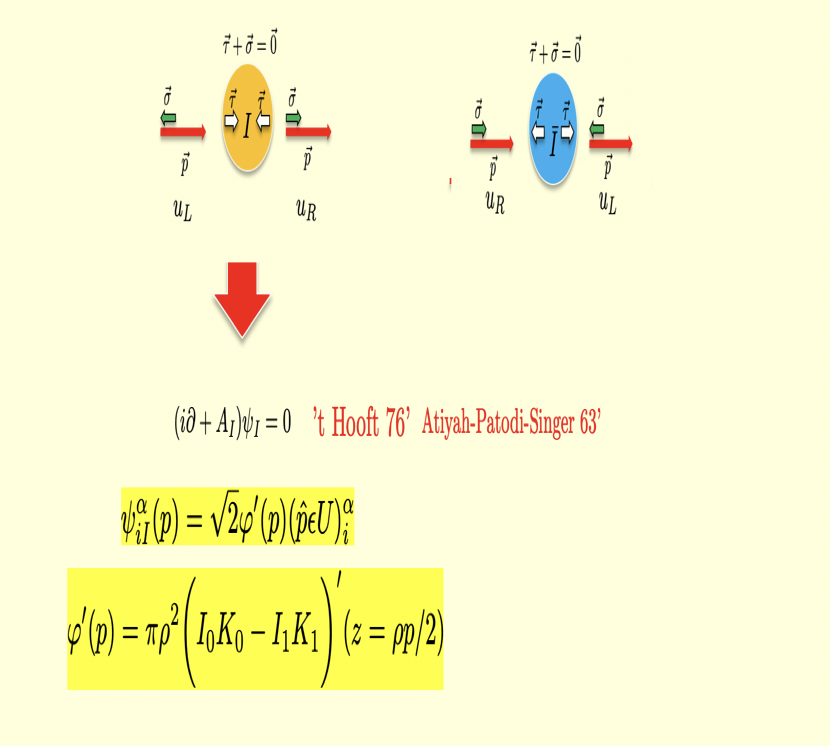 τ⃗ + σ⃗ = 0⃗
τ⃗ + σ⃗ = 0⃗
σ⃗ τ⃗ τ⃗ σ⃗
I
p⃗ p⃗
u_L u_R
σ⃗ τ⃗ τ⃗ σ⃗
Ī
p⃗ p⃗
u_R u_L
(i∂ + A_I)ψ_I = 0 't Hooft 76' Atiyah-Patodi-Singer 63'
ψ^α_{iI}(p) = √2φ′(p)(p̂ϵU)^α_i
φ′(p) = πρ²(I₀K₀ − I₁K₁)′(z = ρp/2)